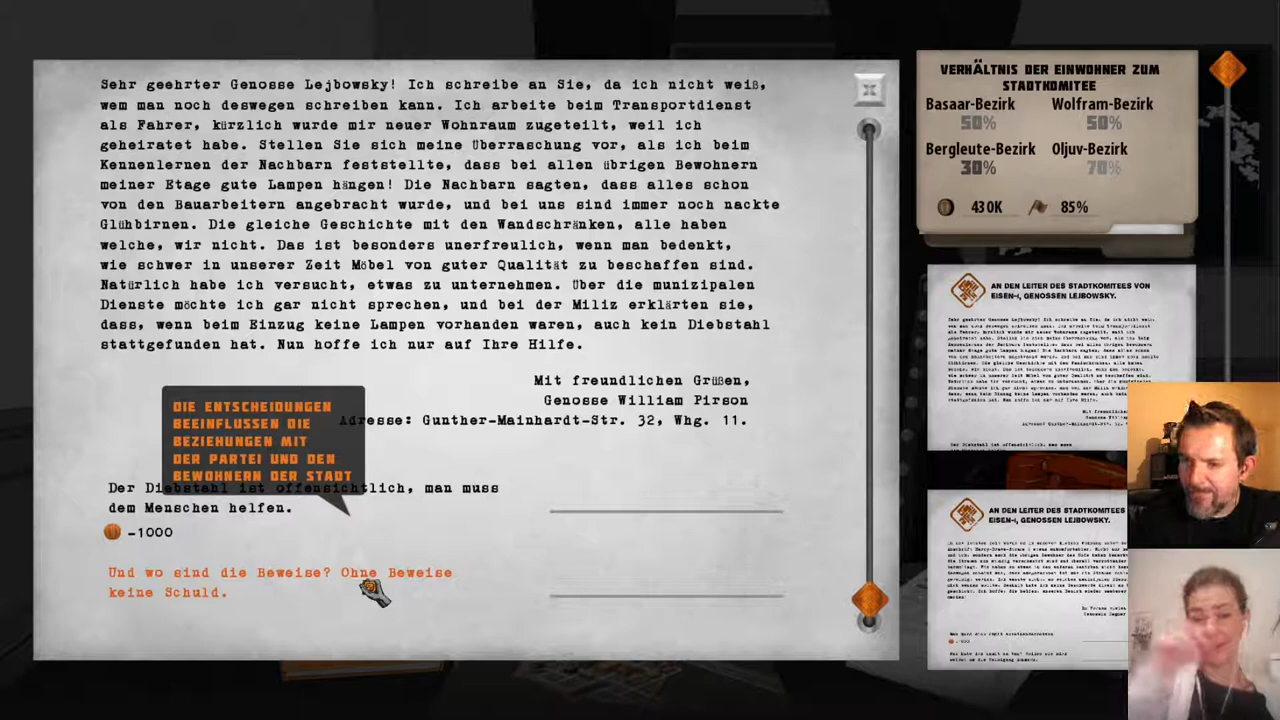 Sehr geehrter Genosse Lejbowsky! Ich schreibe an Sie, da ich nicht weiß,
wem man noch deswegen schreiben kann. Ich arbeite beim Transportdienst
als Fahrer, kürzlich wurde mir neuer Wohnraum zugeteilt, weil ich
geheiratet habe. Stellen Sie sich meine Überraschung vor, als ich beim
Kennenlernen der Nachbarn feststellte, dass bei allen übrigen Bewohnern
meiner Etage gute Lampen hängen! Die Nachbarn sagten, dass alles schon
von den Bauarbeitern angebracht wurde, und bei uns sind immer noch nackte
Glühbirnen. Die gleiche Geschichte mit den Wandschränken, alle haben
welche, wir nicht. Das ist besonders unerfreulich, wenn man bedenkt,
wie schwer in unserer Zeit Möbel von guter Qualität zu beschaffen sind.
Natürlich habe ich versucht, etwas zu unternehmen. Über die munizipalen
Dienste möchte ich gar nicht sprechen, und bei der Miliz erklärten sie,
dass, wenn beim Einzug keine Lampen vorhanden waren, auch kein Diebstahl
stattgefunden hat. Nun hoffe ich nur auf Ihre Hilfe.
Mit freundlichen Grüßen,
Genosse William Pirson
Adresse: Gunther-Mainhardt-Str. 32, Whg. 11.
DIE ENTSCHEIDUNGEN
BEEINFLUSSEN DIE
BEZIEHUNGEN MIT
DER PARTEI UND DEN
BEWOHNERN DER STADT
Der Diebstahl ist offensichtlich, man muss
dem Menschen helfen.
-1000
Und wo sind die Beweise? Ohne Beweise
keine Schuld.
VERHÄLTNIS DER EINWOHNER ZUM
STADTKOMITEE
Basaar-Bezirk Wolfram-Bezirk
50% 50%
Bergleute-Bezirk Oljuv-Bezirk
30% 70%
430K 85%
AN DEN LEITER DES STADTKOMITEES VON
EISEN-1, GENOSSEN LEJBOWSKY.
AN DEN LEITER DES STADTKOMITEES
EISEN-1, GENOSSEN LEJBOWSKY.